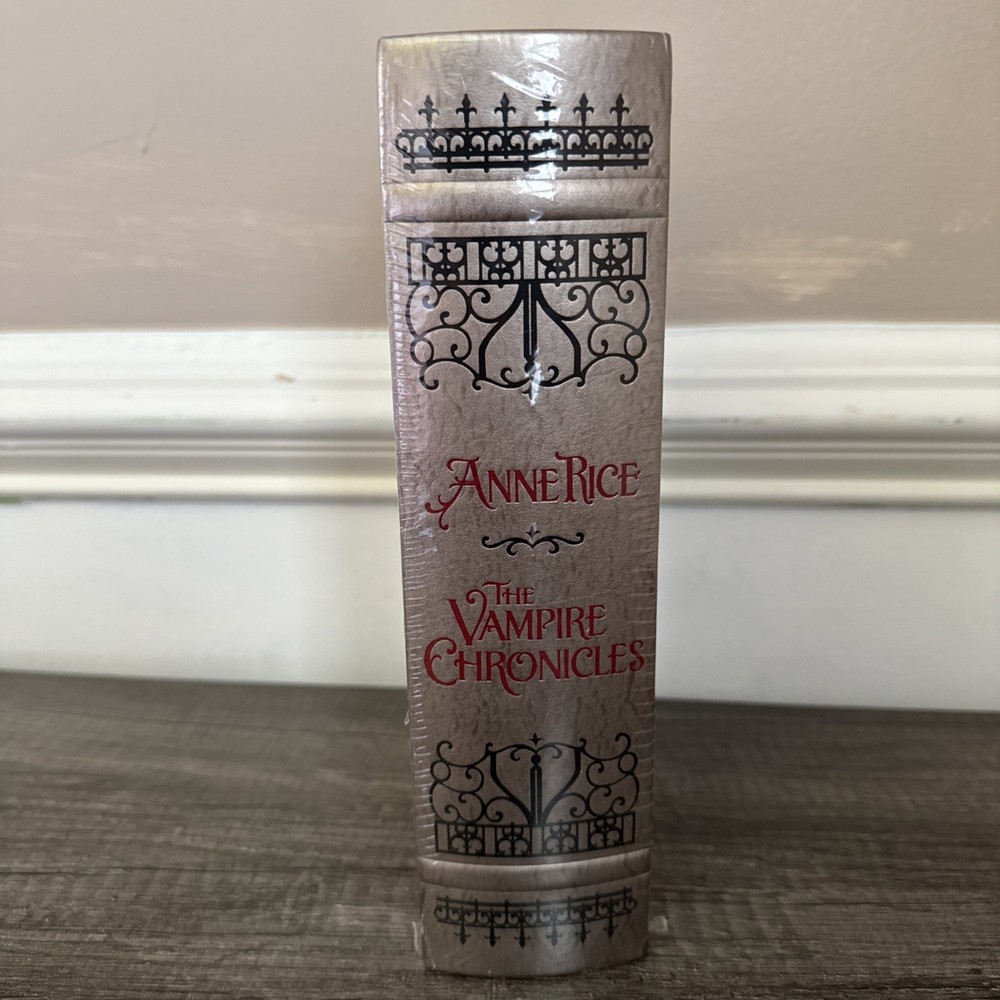 ANNE RICE
THE
VAMPIRE
CHRONICLES